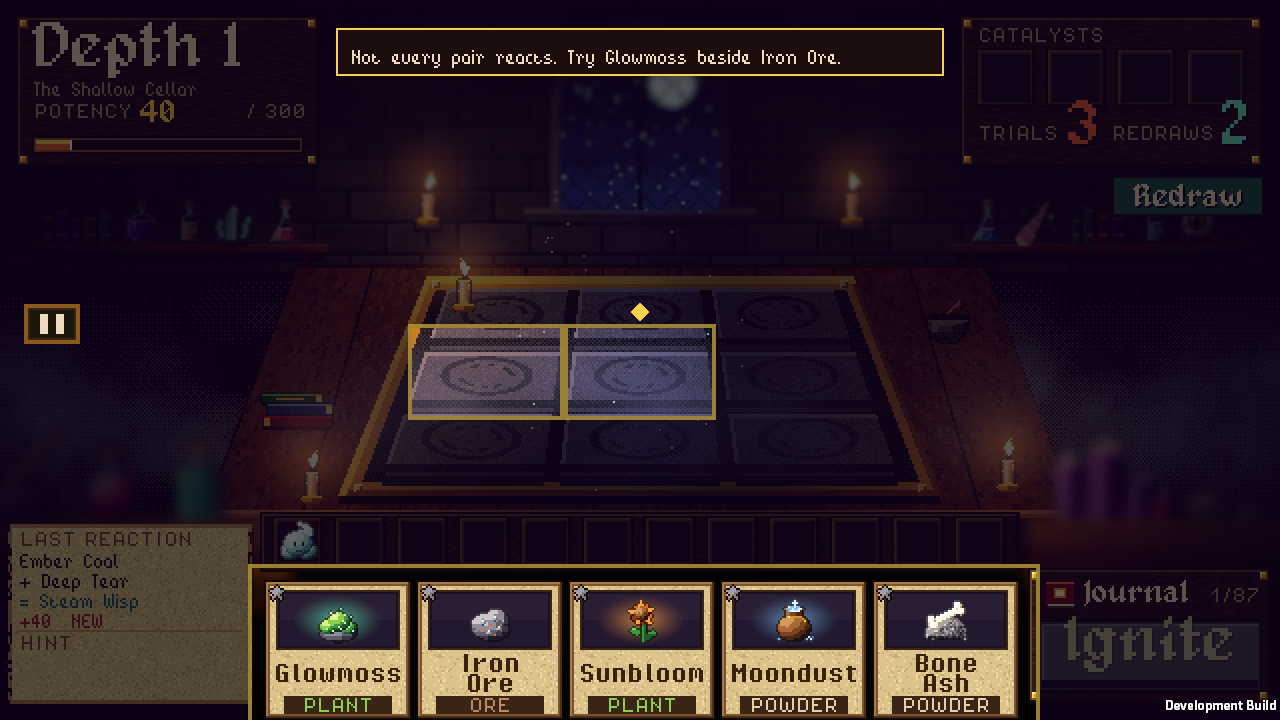 Depth 1
The Shallow Cellar
POTENCY 40 / 300
Not every pair reacts. Try Glowmoss beside Iron Ore.
CATALYSTS
TRIALS 3 REDRAWS 2
Redraw
LAST REACTION
Ember Coal
+ Deep Tear
= Steam Wisp
+40 NEW
HINT
Glowmoss
PLANT
Iron
Ore
ORE
Sunbloom
PLANT
Moondust
POWDER
Bone
Ash
POWDER
Journal 1/87
Ignite
Development Build